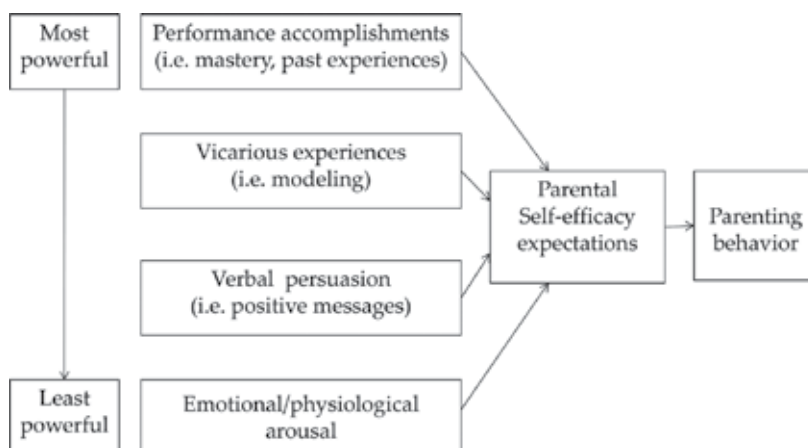 Most
powerful
Performance accomplishments
(i.e. mastery, past experiences)
Vicarious experiences
(i.e. modeling)
Verbal persuasion
(i.e. positive messages)
Least
powerful
Emotional/physiological
arousal
Parental
Self-efficacy
expectations
Parenting
behavior